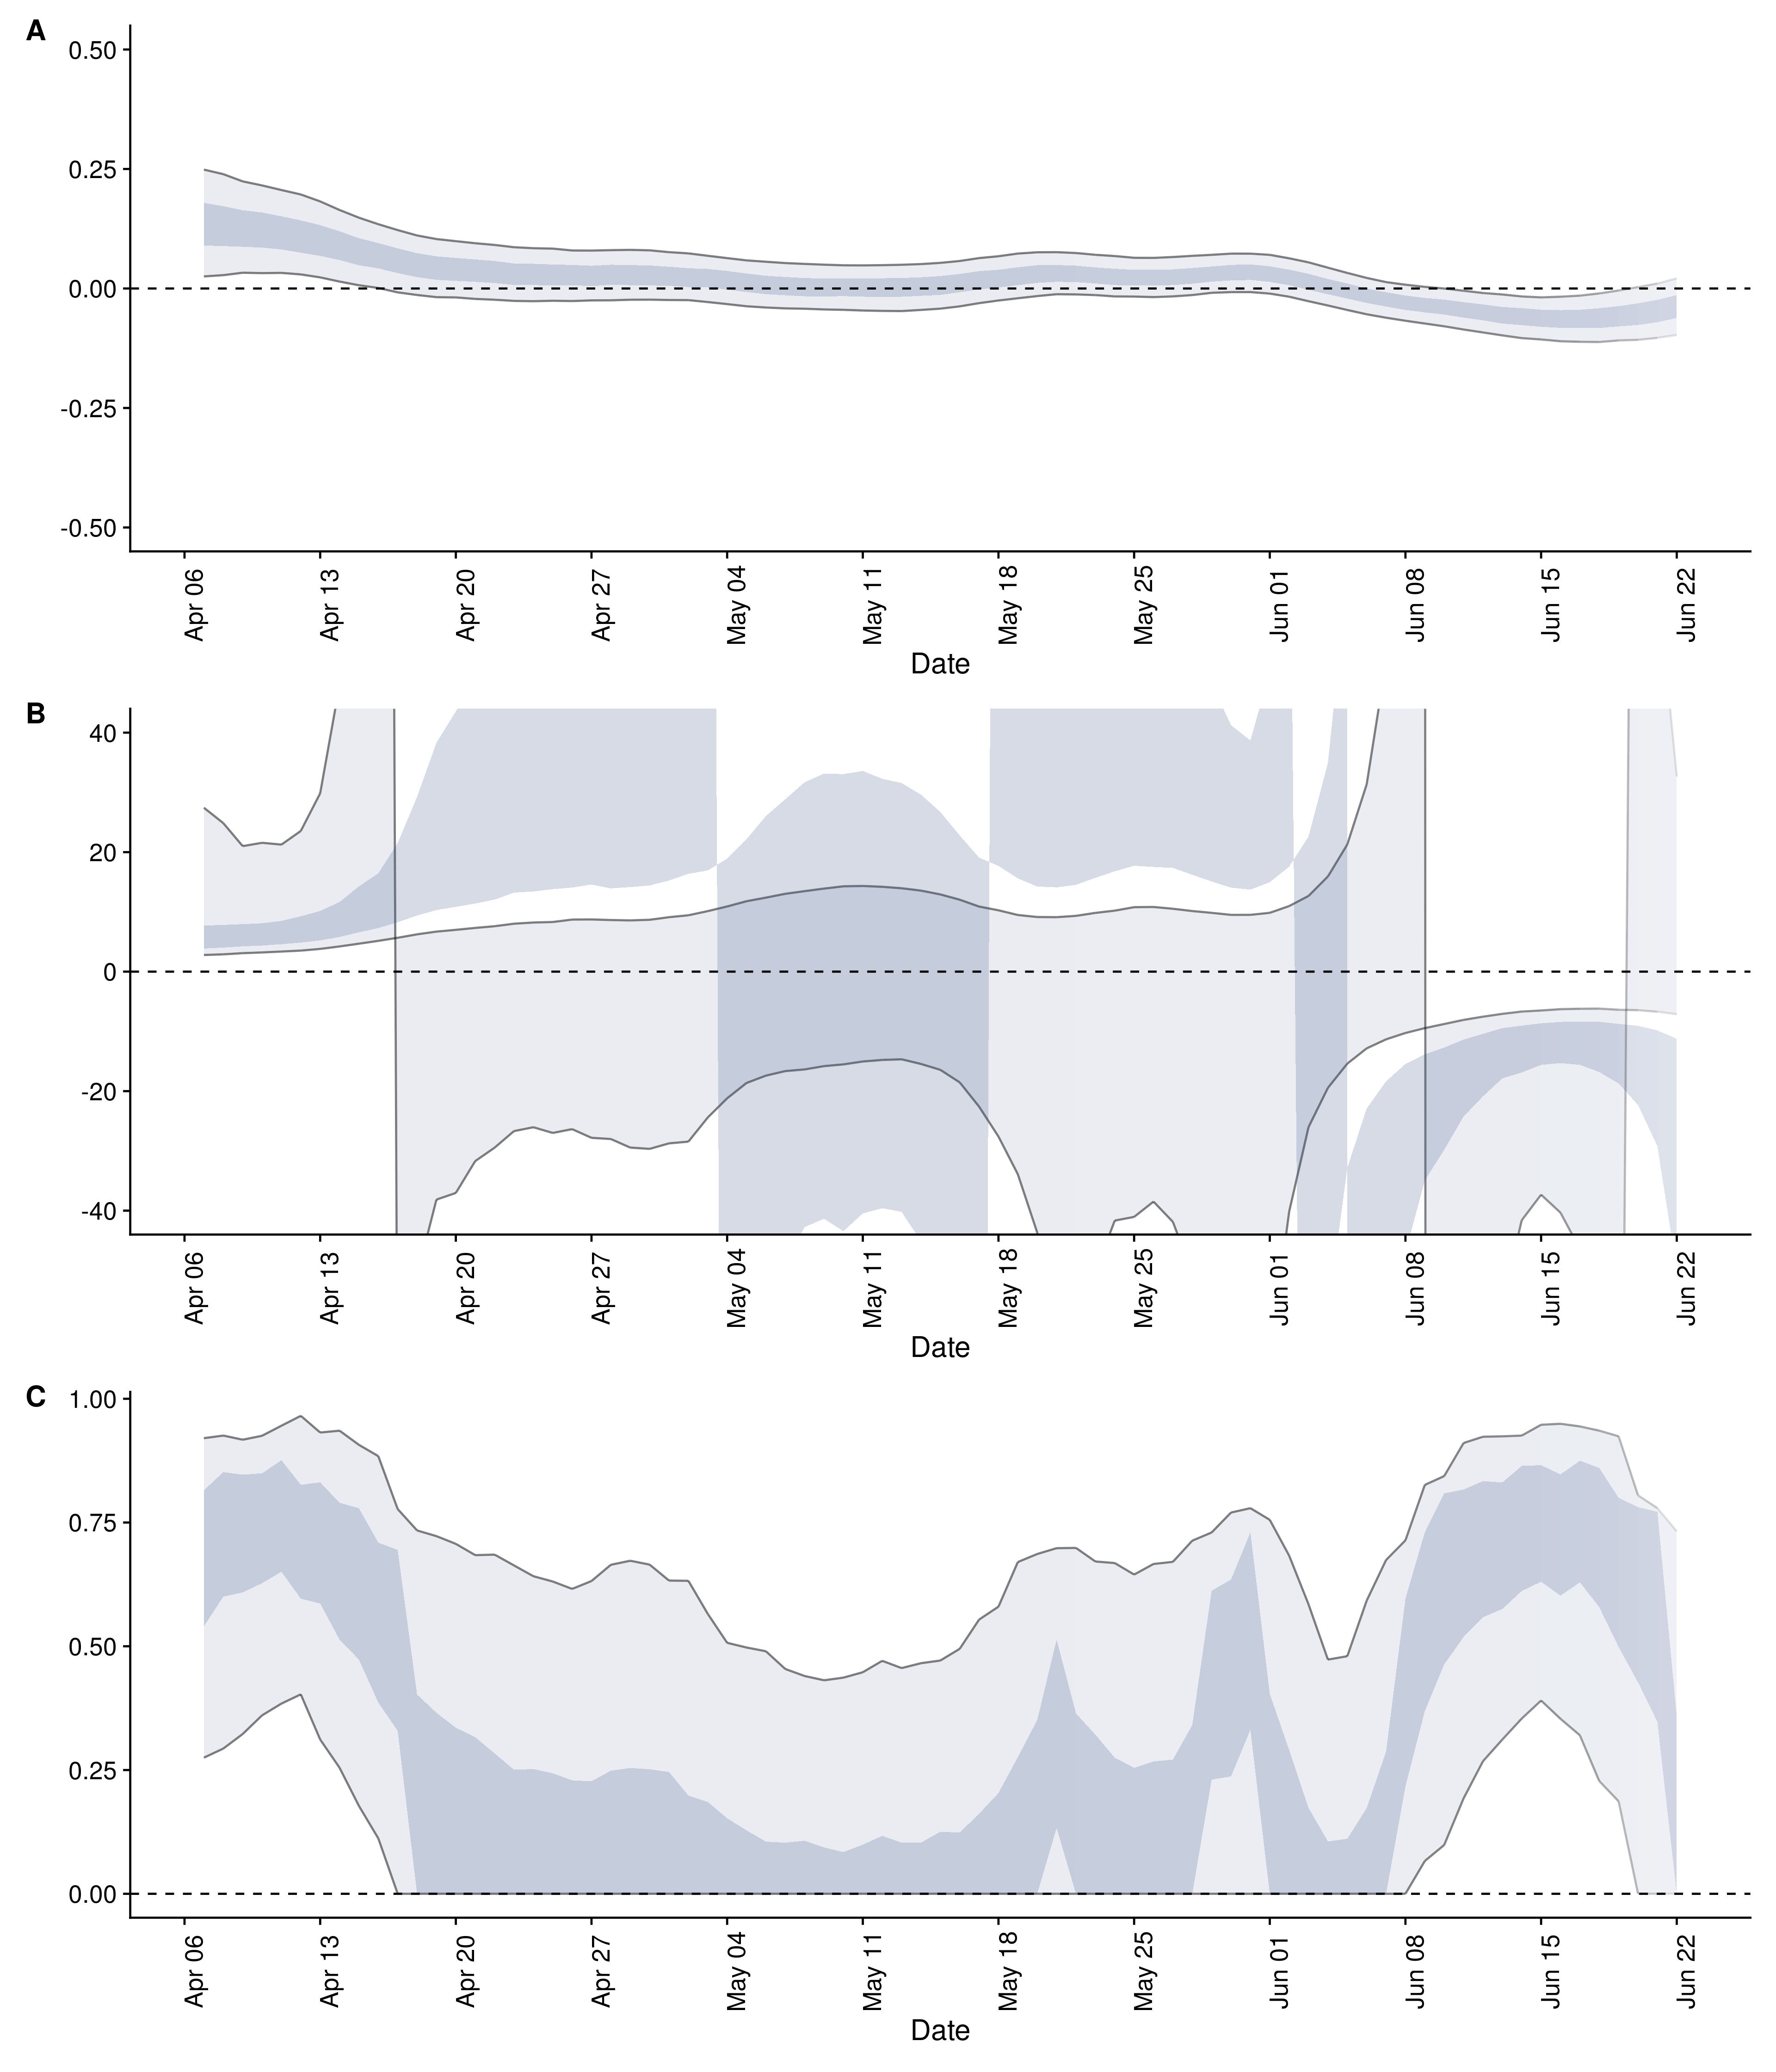 A
0.50
0.25
0.00
-0.25
-0.50
Apr 06
Apr 13
Apr 20
Apr 27
May 04
May 11
May 18
May 25
Jun 01
Jun 08
Jun 15
Jun 22
Date
B
40
20
0
-20
-40
Apr 06
Apr 13
Apr 20
Apr 27
May 04
May 11
May 18
May 25
Jun 01
Jun 08
Jun 15
Jun 22
Date
C
1.00
0.75
0.50
0.25
0.00
Apr 06
Apr 13
Apr 20
Apr 27
May 04
May 11
May 18
May 25
Jun 01
Jun 08
Jun 15
Jun 22
Date